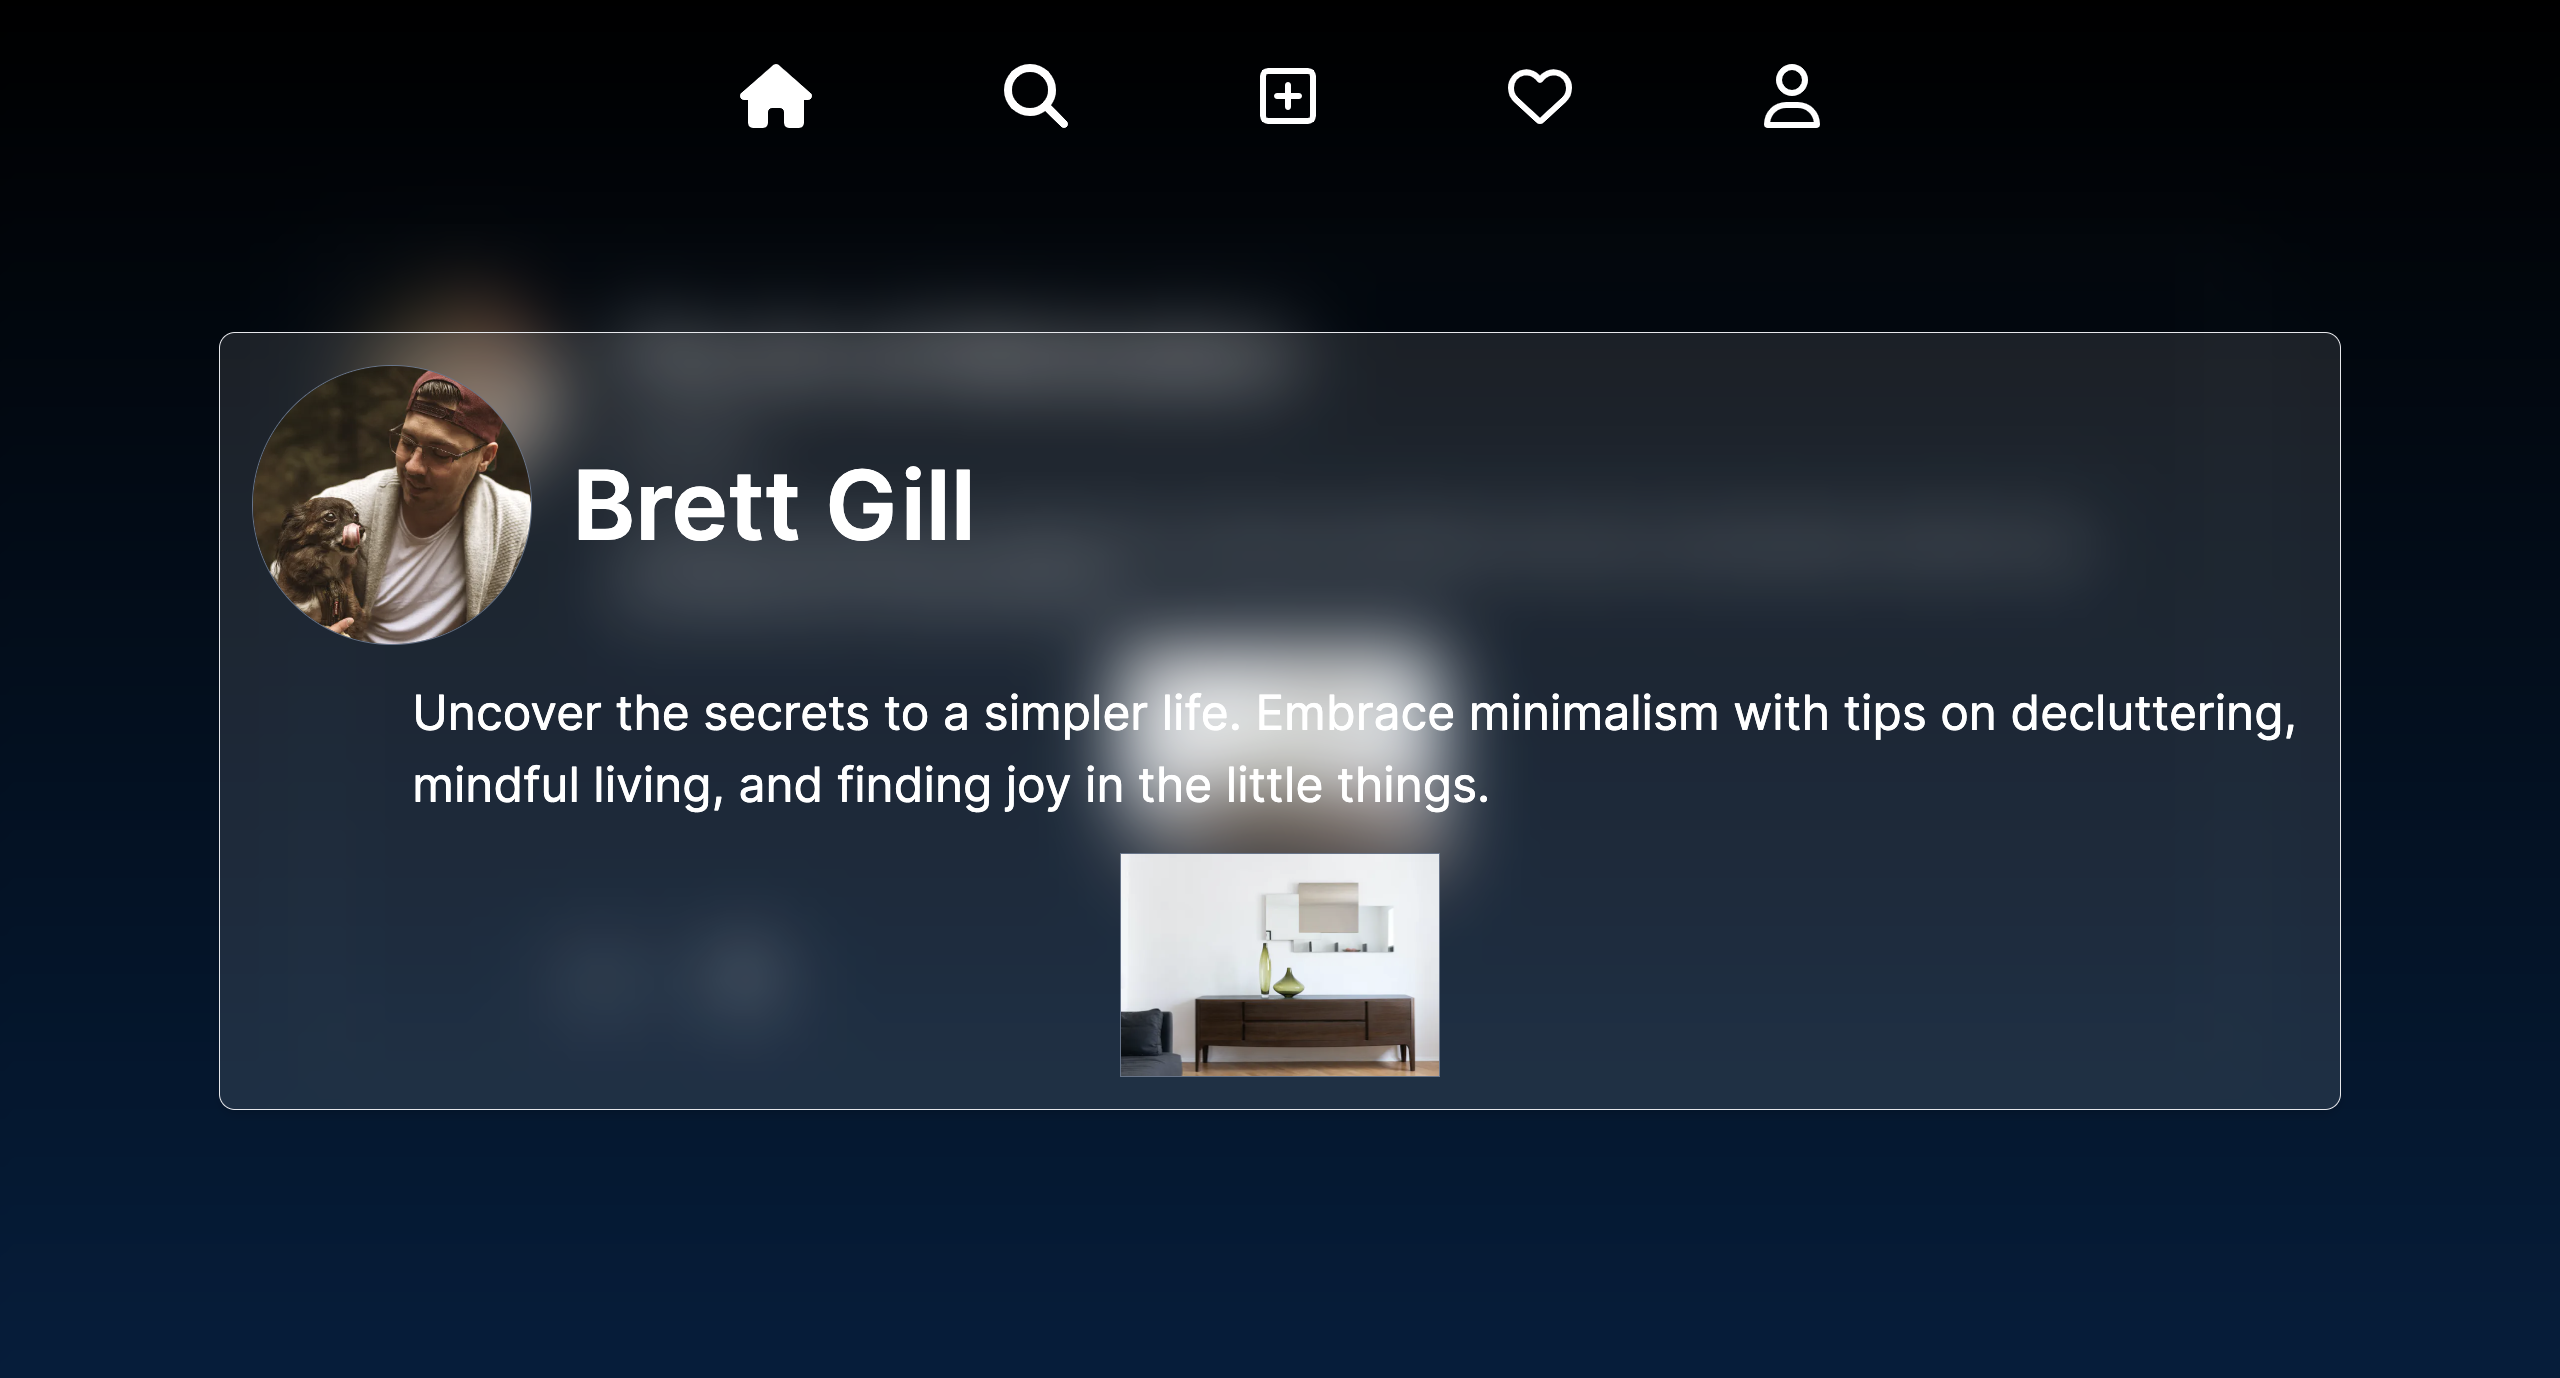 Brett Gill
Uncover the secrets to a simpler life. Embrace minimalism with tips on decluttering,
mindful living, and finding joy in the little things.